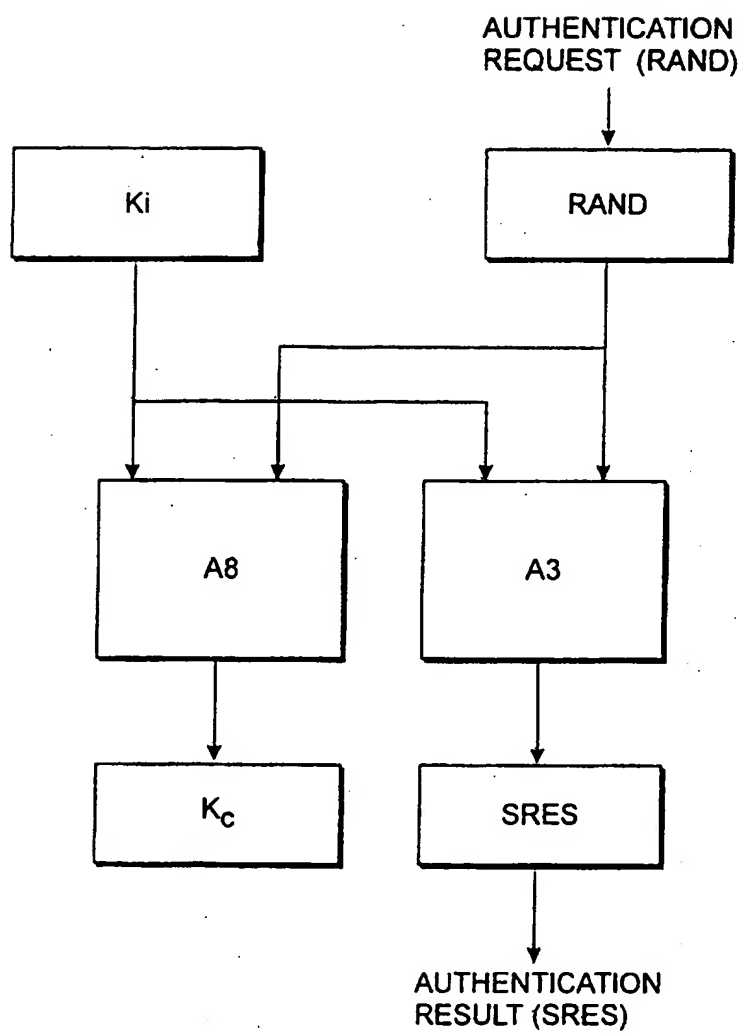 AUTHENTICATION
REQUEST (RAND)
Ki
RAND
A8
A3
Kc
SRES
AUTHENTICATION
RESULT (SRES)